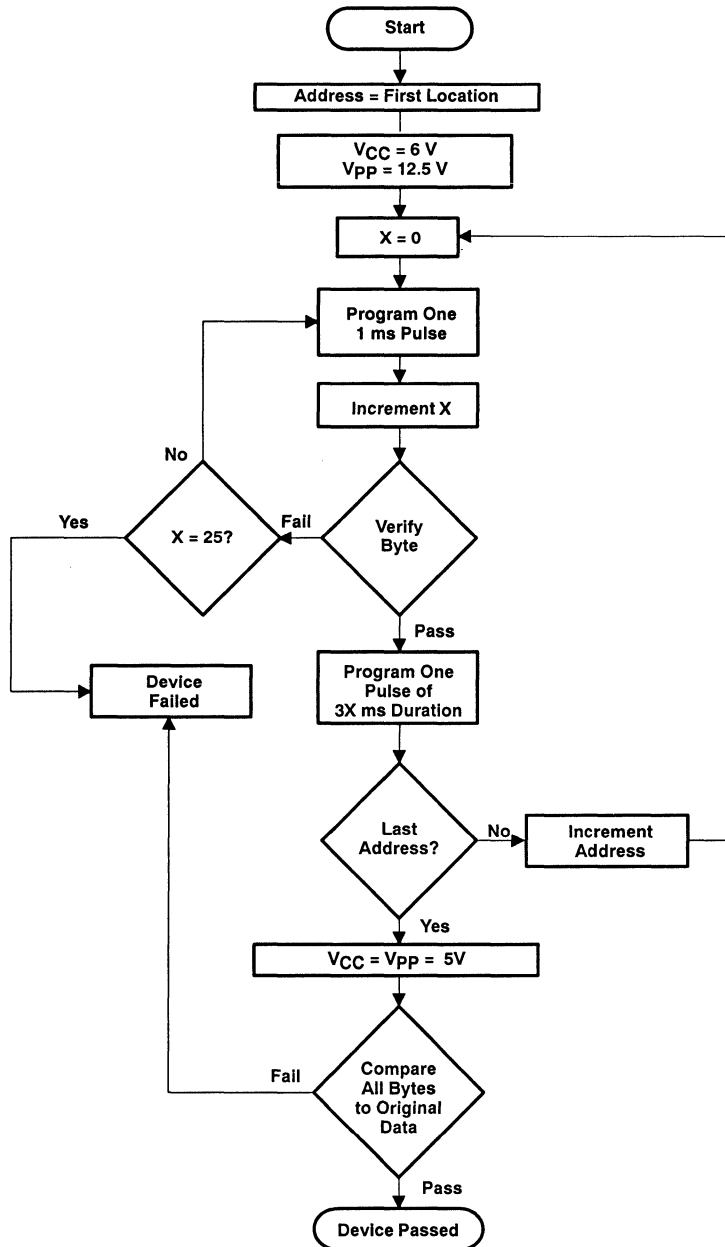 Start
Address = First Location
VCC = 6 V
VPP = 12.5 V
X = 0
Program One
1 ms Pulse
Increment X
No
Yes
X = 25?
Fail
Verify
Byte
Pass
Device
Failed
Program One
Pulse of
3X ms Duration
Last
Address?
No
Increment
Address
Yes
VCC = VPP = 5V
Fail
Compare
All Bytes
to Original
Data
Pass
Device Passed